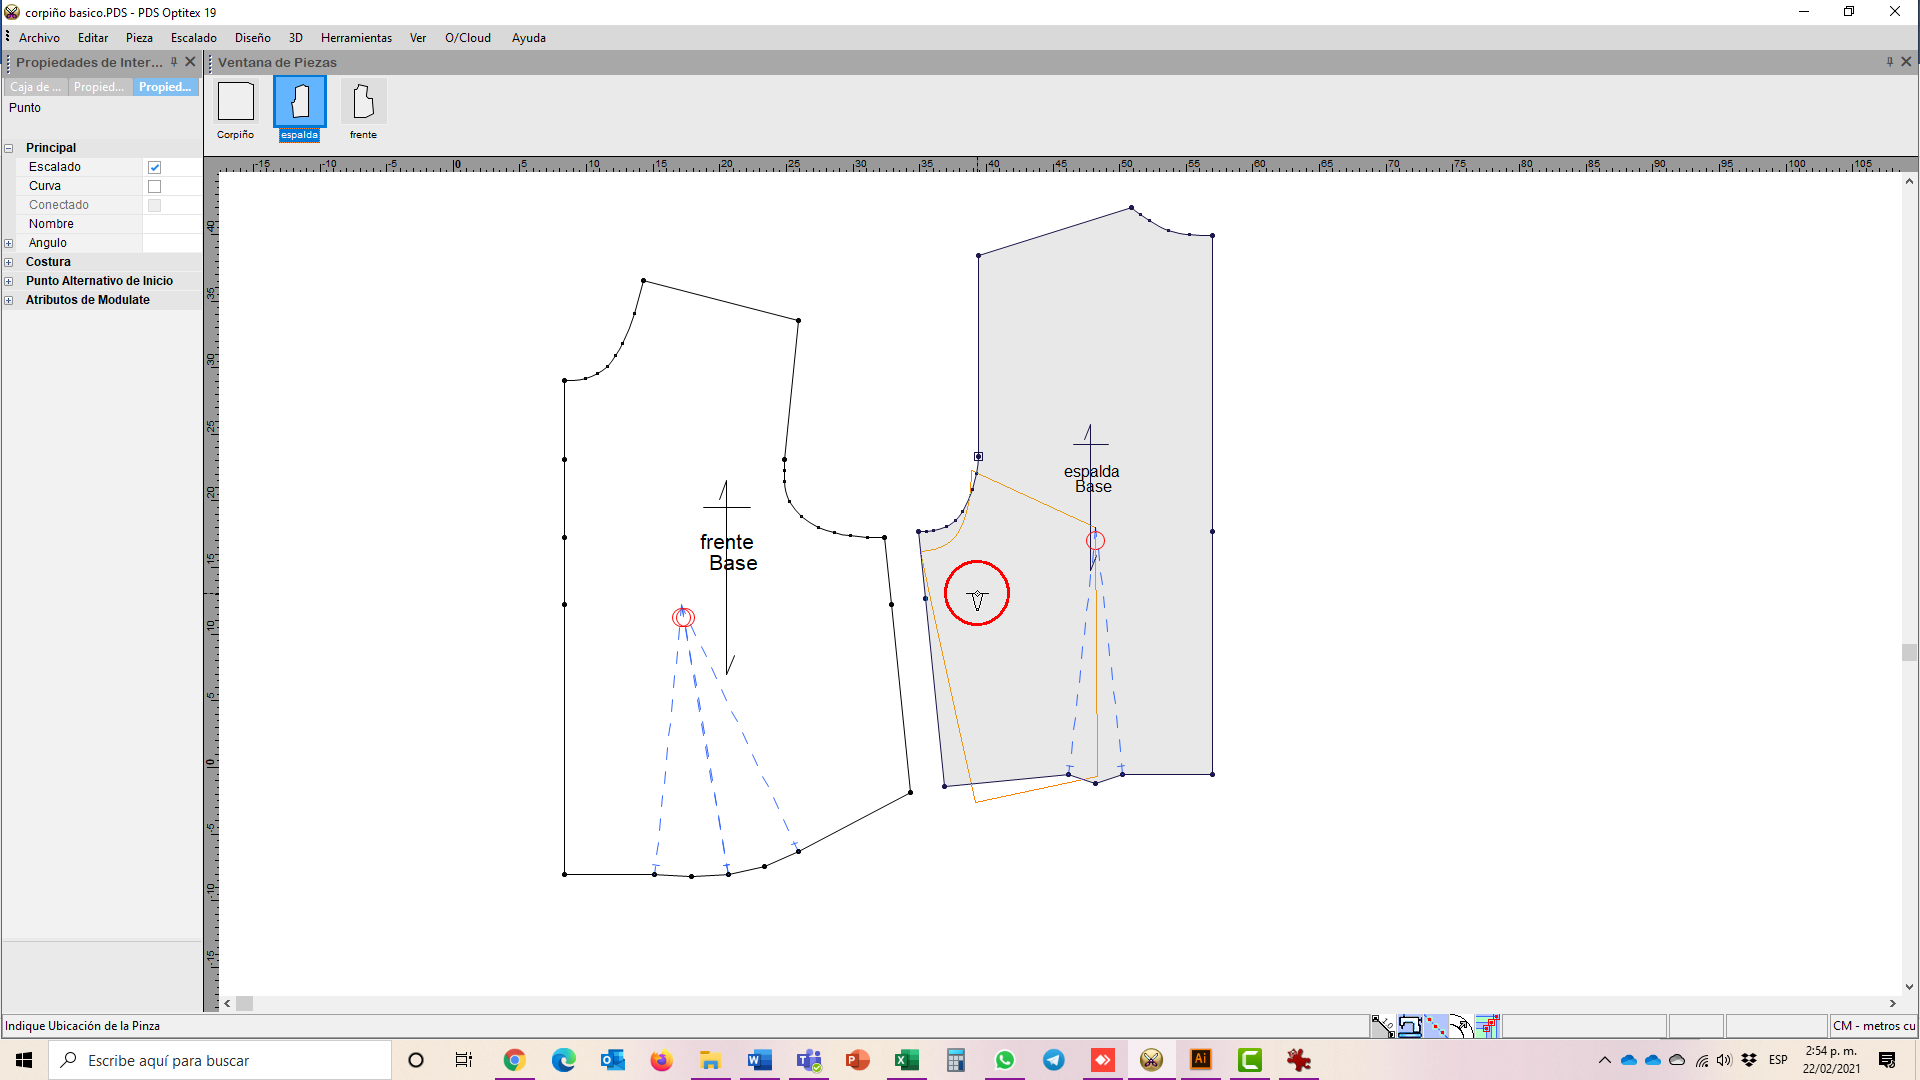 corpiño basico.PDS - PDS Optitex 19
Archivo Editar Pieza Escalado Diseño 3D Herramientas Ver O/Cloud Ayuda
Propiedades de Inter... Ventana de Piezas
Caja de ... Propied... Propied...
Punto
Principal
Escalado
Curva
Conectado
Nombre
Angulo
Costura
Punto Alternativo de Inicio
Atributos de Modulate
Corpiño espalda frente
-15 -10 -5 0 5 10 15 20 25 30 35 40 45 50 55 60 65 70 75 80 85 90 95 100 105
40
35
30
25
20
15
10
5
0
-5
-10
-15
espalda
Base
frente
Base
Indique Ubicación de la Pinza
CM - metros cu
Escribe aquí para buscar
ESP
2:54 p. m.
22/02/2021